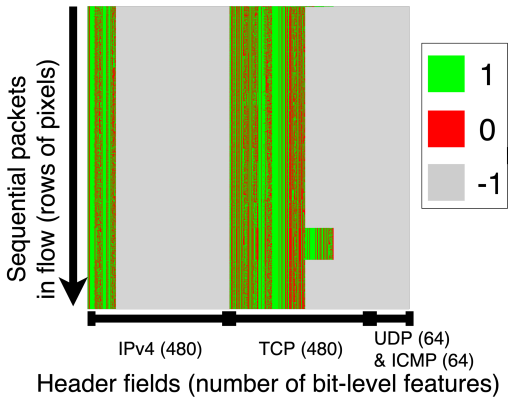 Sequential packets
in flow (rows of pixels)
1
0
-1
IPv4 (480)
TCP (480)
UDP (64)
& ICMP (64)
Header fields (number of bit-level features)